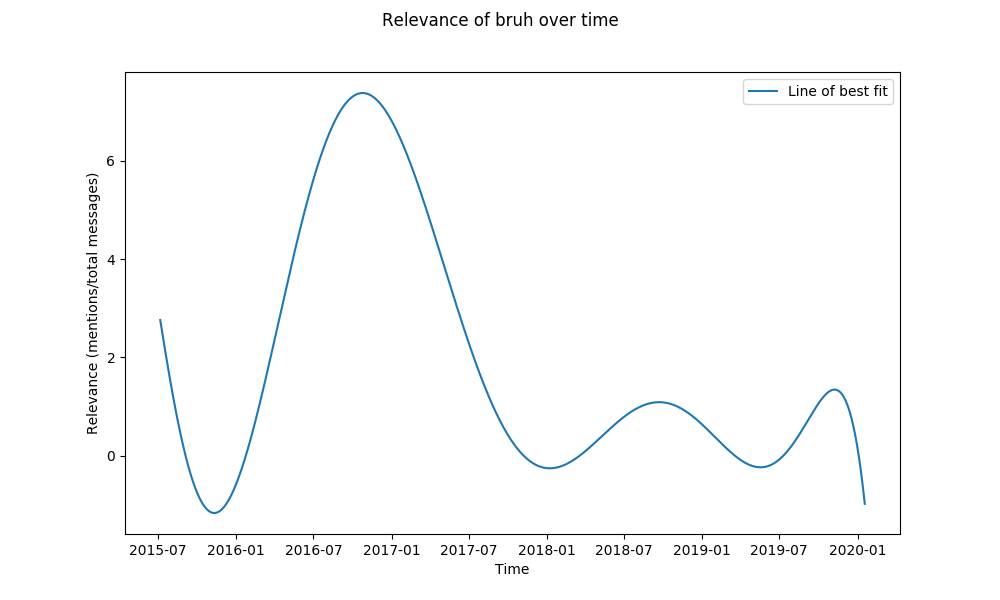 Relevance of bruh over time
Line of best fit
Relevance (mentions/total messages)
6
4
2
0
2015-07 2016-01 2016-07 2017-01 2017-07 2018-01 2018-07 2019-01 2019-07 2020-01
Time